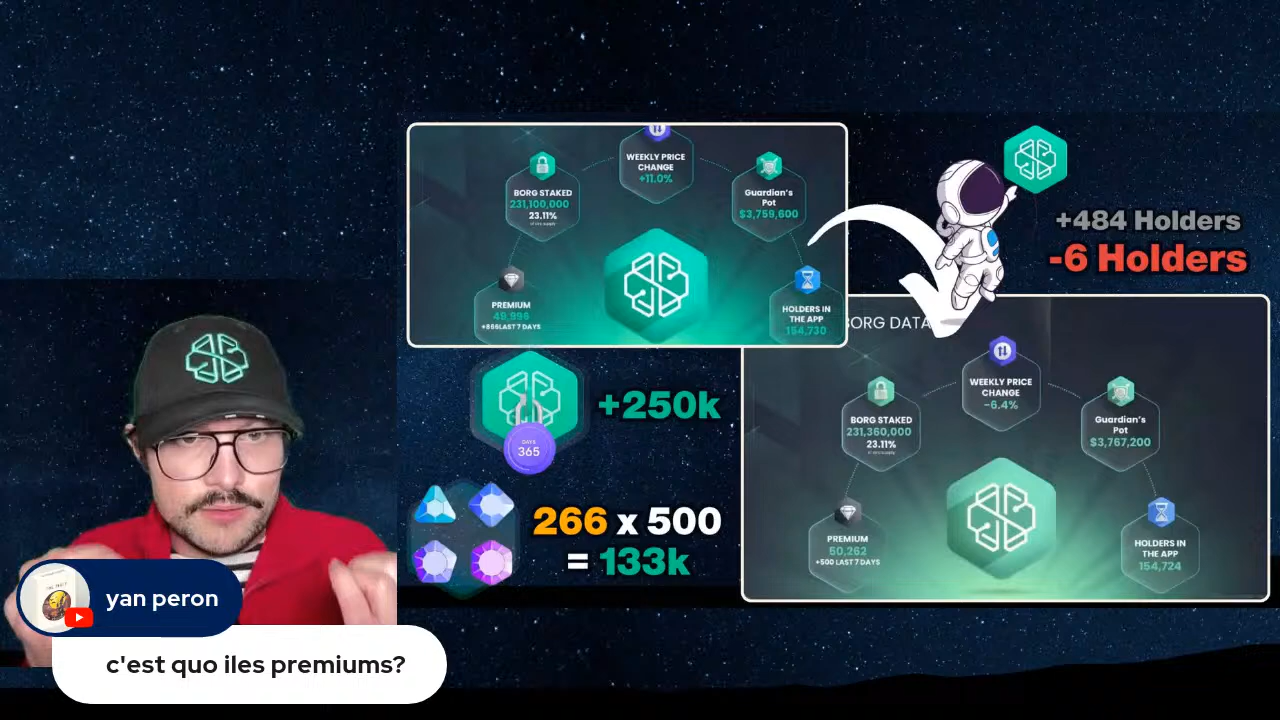 WEEKLY PRICE
CHANGE
+11.0%
BORG STAKED
231,100,000
23.11%
Guardian's
Pot
$3,759,600
PREMIUM
49,996
+866LAST 7 DAYS
HOLDERS IN
THE APP
154,730
+484 Holders
-6 Holders
BORG DATA
WEEKLY PRICE
CHANGE
-6.4%
BORG STAKED
231,360,000
23.11%
Guardian's
Pot
$3,767,200
PREMIUM
50,262
+500 LAST 7 DAYS
HOLDERS IN
THE APP
154,724
+250k
DAYS
365
266 x 500
= 133k
yan peron
c'est quo iles premiums?